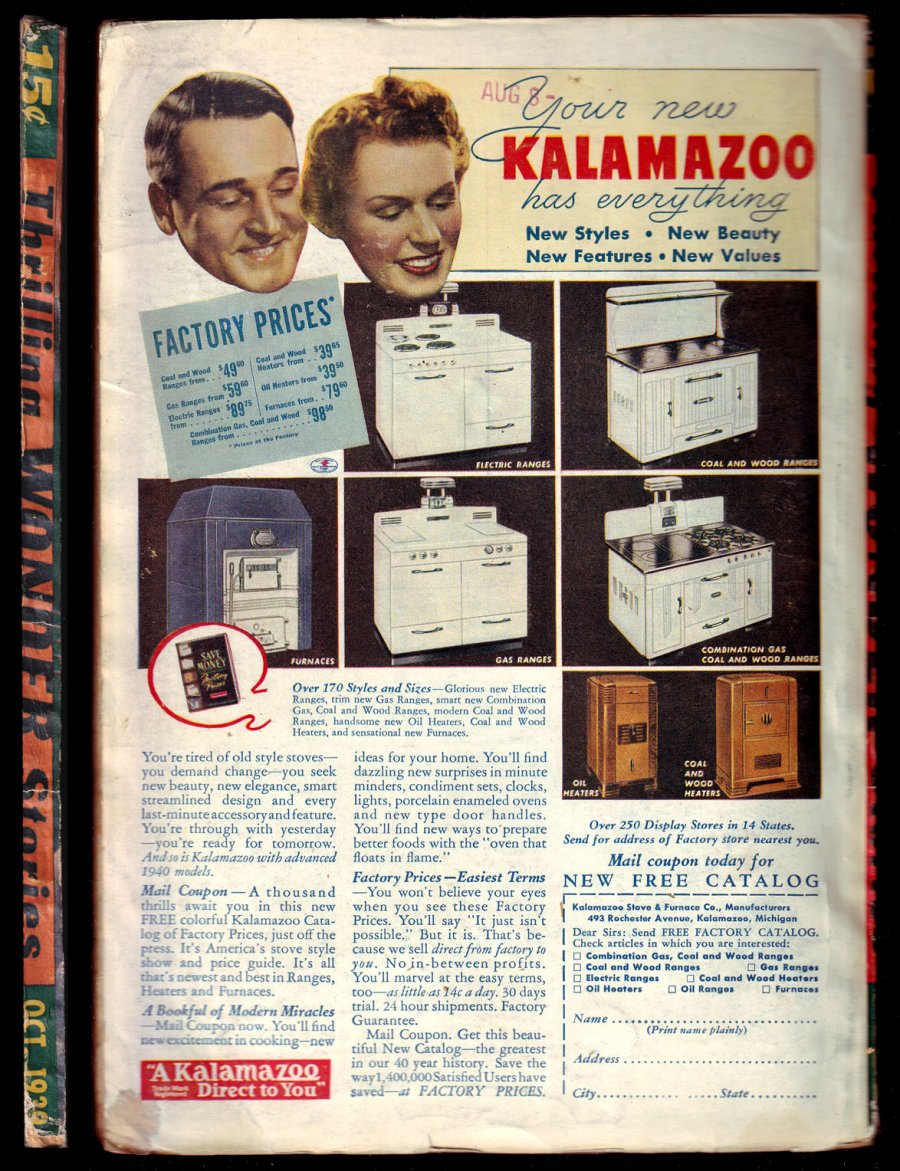 15¢
Thrilling WONDER Stories
OCT. 1939
AUG 8-
Your new
KALAMAZOO
has everything
New Styles • New Beauty
New Features • New Values
FACTORY PRICES*
Coal and Wood
Ranges from... $49⁶⁰
Gas Ranges from $59⁶⁰
Electric Ranges
from .......... $89⁷⁵
Coal and Wood
Heaters from .. $39⁶⁵
Oil Heaters from $39⁵⁰
Furnaces from.. $79⁶⁰
Combination Gas, Coal and Wood
Ranges from ............ $98⁵⁰
* Prices at the Factory
ELECTRIC RANGES
COAL AND WOOD RANGES
FURNACES
GAS RANGES
COMBINATION GAS
COAL AND WOOD RANGES
SAVE
MONEY
Factory
Prices
OIL
HEATERS
COAL
AND
WOOD
HEATERS
Over 170 Styles and Sizes—Glorious new Electric
Ranges, trim new Gas Ranges, smart new Combination
Gas, Coal and Wood Ranges, modern Coal and Wood
Ranges, handsome new Oil Heaters, Coal and Wood
Heaters, and sensational new Furnaces.
You're tired of old style stoves—
you demand change—you seek
new beauty, new elegance, smart
streamlined design and every
last-minute accessory and feature.
You're through with yesterday
—you're ready for tomorrow.
And so is Kalamazoo with advanced
1940 models.
Mail Coupon—A thousand
thrills await you in this new
FREE colorful Kalamazoo Cata-
log of Factory Prices, just off the
press. It's America's stove style
show and price guide. It's all
that's newest and best in Ranges,
Heaters and Furnaces.
A Bookful of Modern Miracles
—Mail Coupon now. You'll find
new excitement in cooking—new
ideas for your home. You'll find
dazzling new surprises in minute
minders, condiment sets, clocks,
lights, porcelain enameled ovens
and new type door handles.
You'll find new ways to prepare
better foods with the "oven that
floats in flame."
Factory Prices—Easiest Terms
—You won't believe your eyes
when you see these Factory
Prices. You'll say "It just isn't
possible." But it is. That's be-
cause we sell direct from factory to
you. No in-between profits.
You'll marvel at the easy terms,
too—as little as 14c a day. 30 days
trial. 24 hour shipments. Factory
Guarantee.
Mail Coupon. Get this beau-
tiful New Catalog—the greatest
in our 40 year history. Save the
way 1,400,000 Satisfied Users have
saved—at FACTORY PRICES.
"A Kalamazoo
Trade Mark
Registered
Direct to You"
Over 250 Display Stores in 14 States.
Send for address of Factory store nearest you.
Mail coupon today for
NEW FREE CATALOG
Kalamazoo Stove & Furnace Co., Manufacturers
493 Rochester Avenue, Kalamazoo, Michigan
Dear Sirs: Send FREE FACTORY CATALOG.
Check articles in which you are interested:
☐ Combination Gas, Coal and Wood Ranges
☐ Coal and Wood Ranges ☐ Gas Ranges
☐ Electric Ranges ☐ Coal and Wood Heaters
☐ Oil Heaters ☐ Oil Ranges ☐ Furnaces
Name ........................................
(Print name plainly)
Address ........................................
City.................... State....................